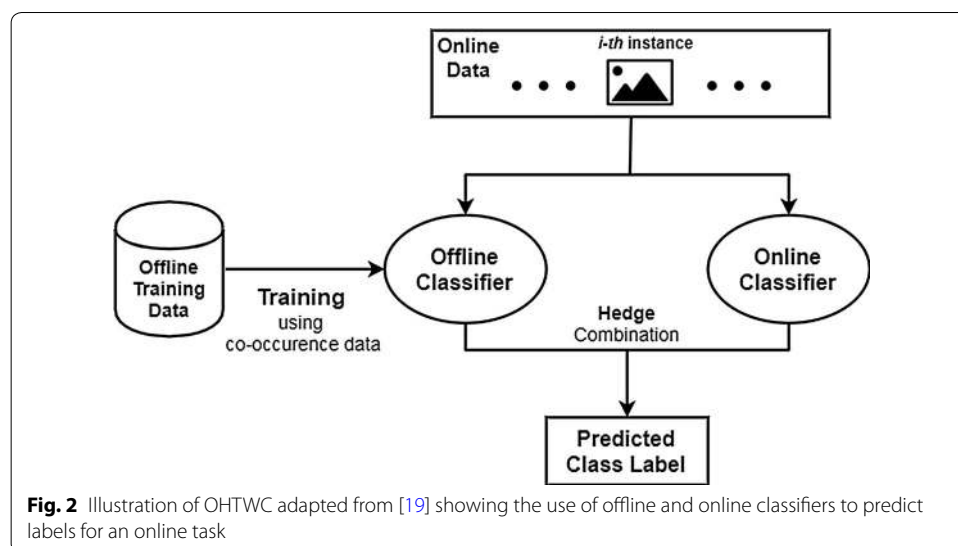 Online
Data
i-th instance
Offline
Training
Data
Training
using
co-occurence data
Offline
Classifier
Online
Classifier
Hedge
Combination
Predicted
Class Label
Fig. 2 Illustration of OHTWC adapted from [19] showing the use of offline and online classifiers to predict
labels for an online task